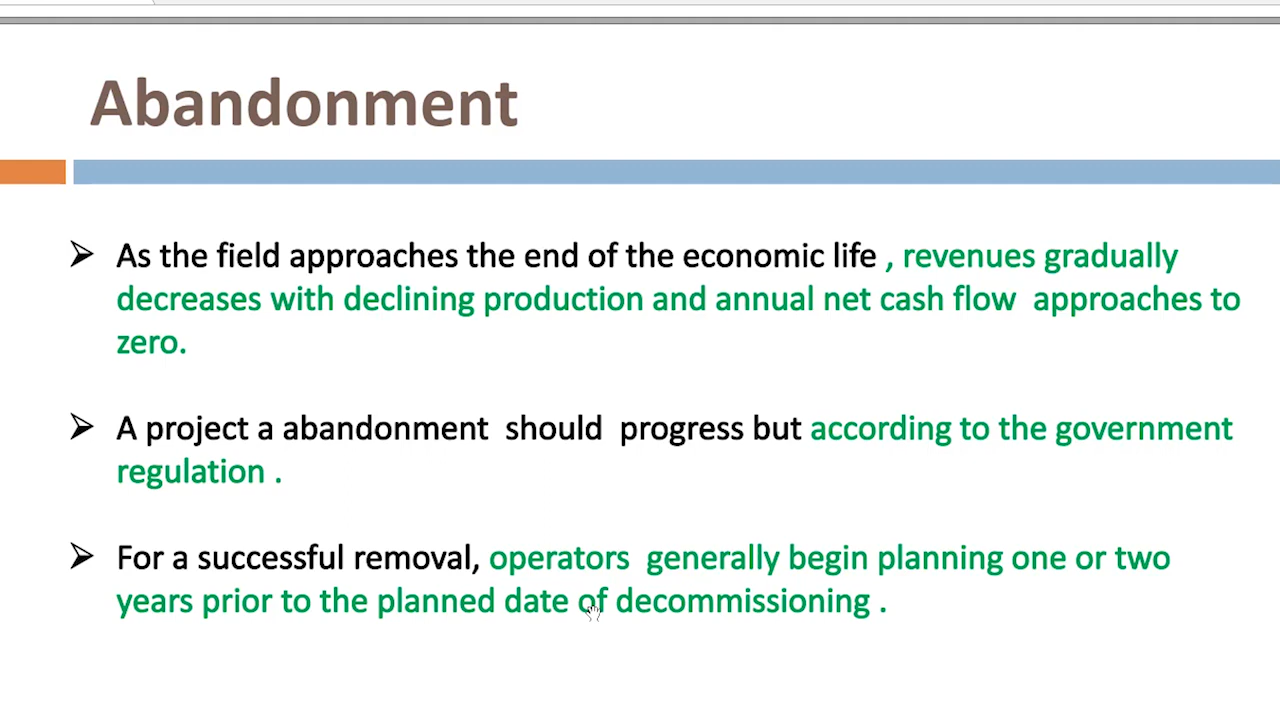 Abandonment
As the field approaches the end of the economic life , revenues gradually
decreases with declining production and annual net cash flow approaches to
zero.
A project a abandonment should progress but according to the government
regulation .
For a successful removal, operators generally begin planning one or two
years prior to the planned date of decommissioning .